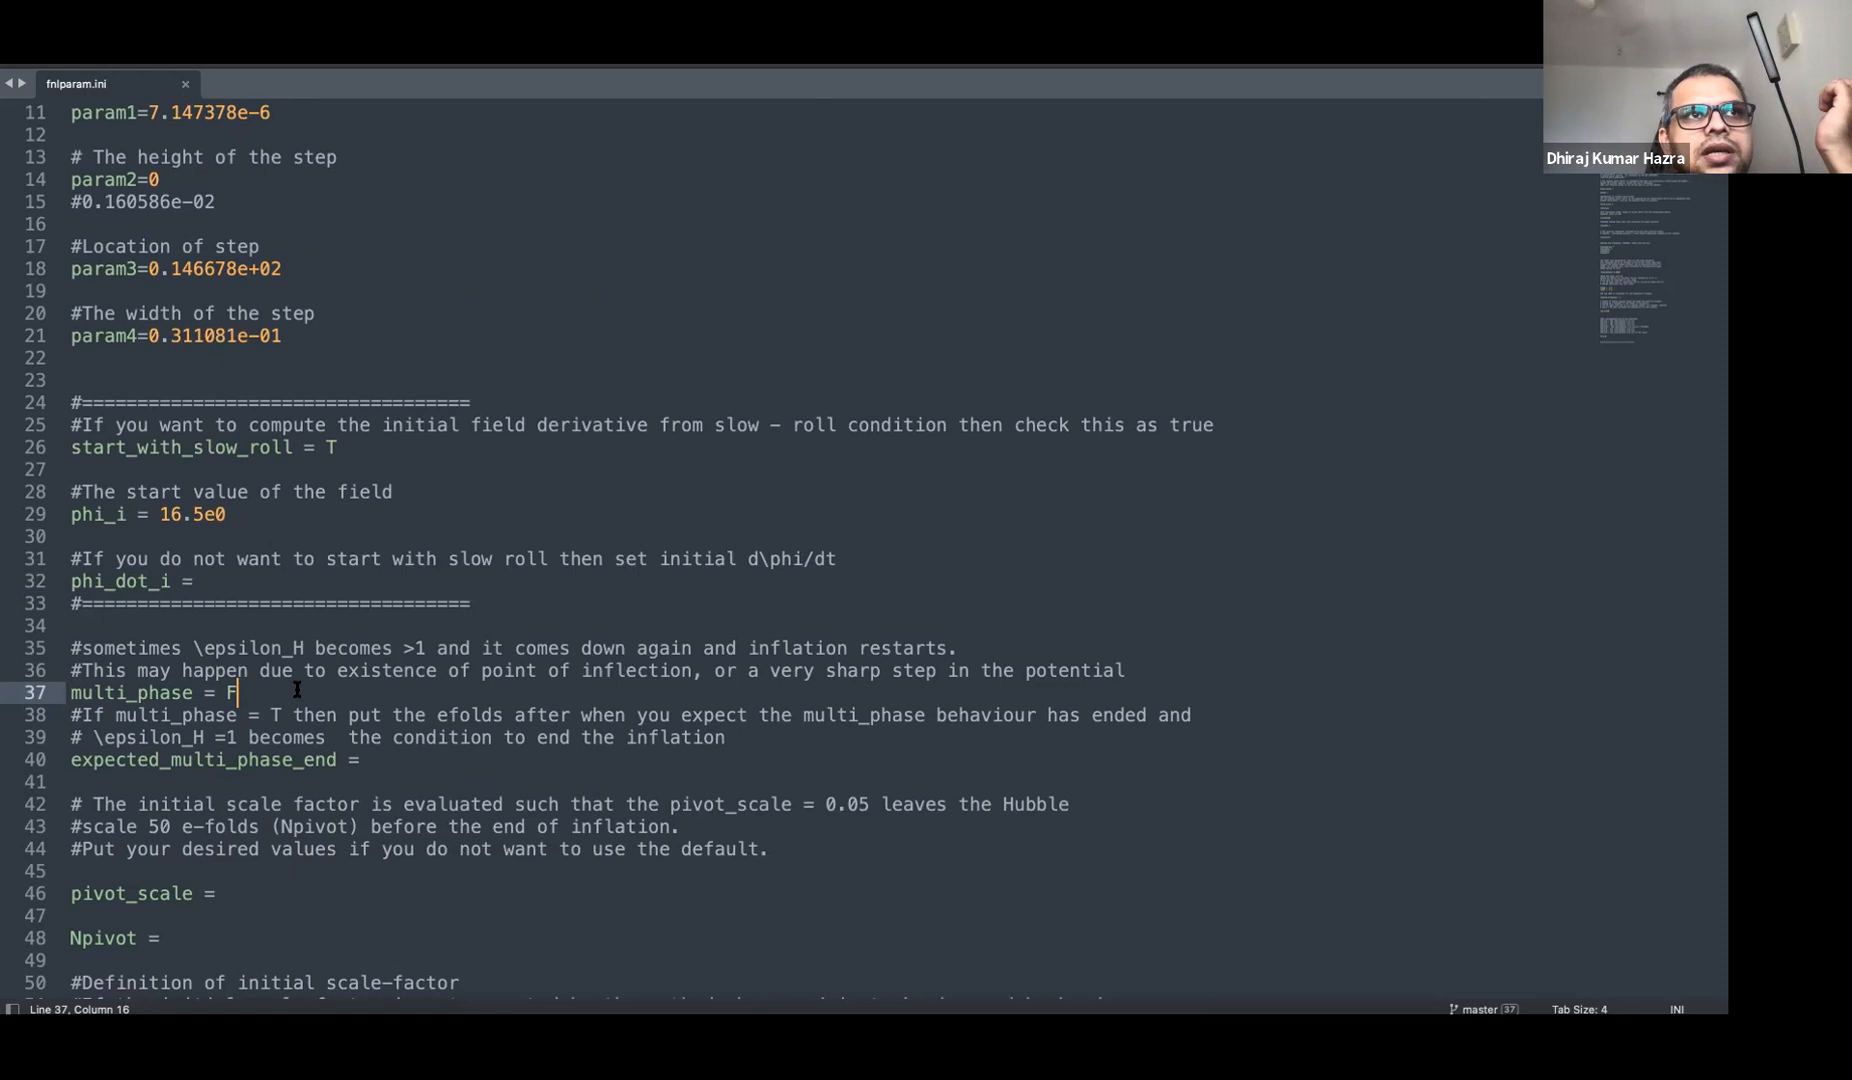 fnlparam.ini
11 param1=7.147378e-6
12
13 # The height of the step
14 param2=0
15 #0.160586e-02
16
17 #Location of step
18 param3=0.146678e+02
19
20 #The width of the step
21 param4=0.311081e-01
22
23
24 #===================================
25 #If you want to compute the initial field derivative from slow - roll condition then check this as true
26 start_with_slow_roll = T
27
28 #The start value of the field
29 phi_i = 16.5e0
30
31 #If you do not want to start with slow roll then set initial d\phi/dt
32 phi_dot_i =
33 #===================================
34
35 #sometimes \epsilon_H becomes >1 and it comes down again and inflation restarts.
36 #This may happen due to existence of point of inflection, or a very sharp step in the potential
37 multi_phase = F
38 #If multi_phase = T then put the efolds after when you expect the multi_phase behaviour has ended and
39 # \epsilon_H =1 becomes  the condition to end the inflation
40 expected_multi_phase_end =
41
42 # The initial scale factor is evaluated such that the pivot_scale = 0.05 leaves the Hubble
43 #scale 50 e-folds (Npivot) before the end of inflation.
44 #Put your desired values if you do not want to use the default.
45
46 pivot_scale =
47
48 Npivot =
49
50 #Definition of initial scale-factor
Line 37, Column 16
master 37
Tab Size: 4
INI
Dhiraj Kumar Hazra